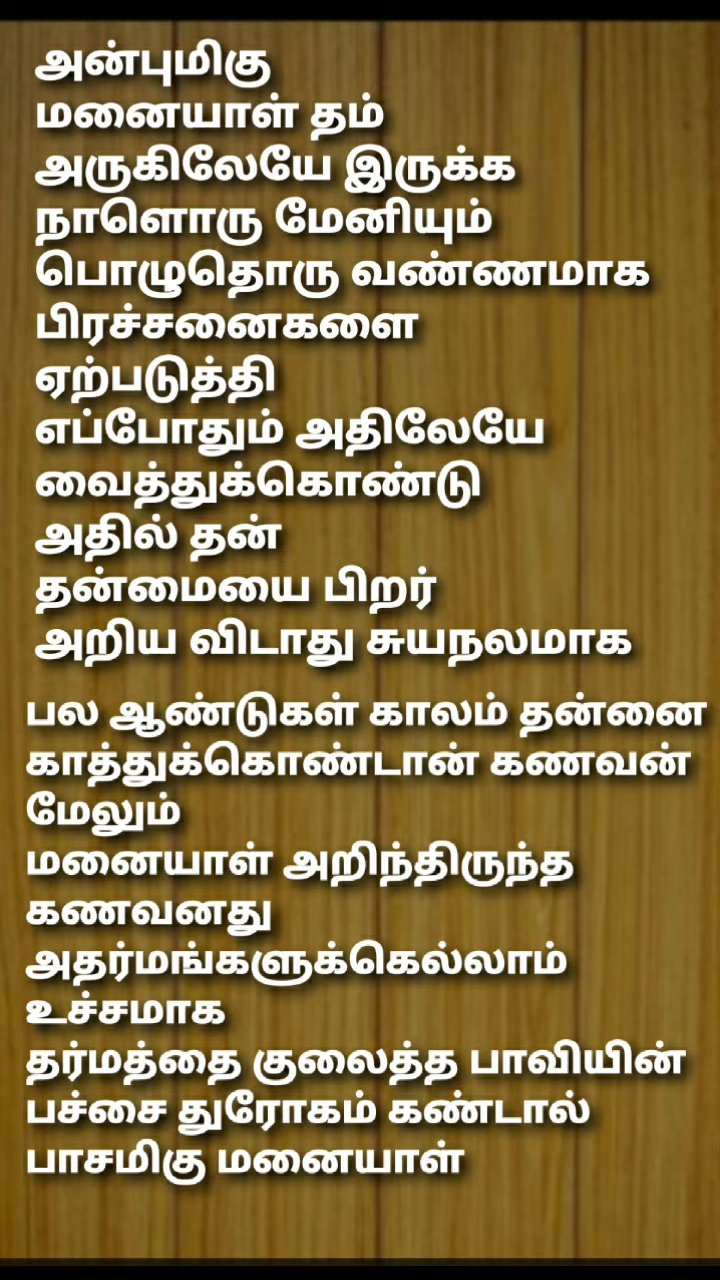 அன்புமிகு
மனையாள் தம்
அருகிலேயே இருக்க
நாளொரு மேனியும்
பொழுதொரு வண்ணமாக
பிரச்சனைகளை
ஏற்படுத்தி
எப்போதும் அதிலேயே
வைத்துக்கொண்டு
அதில் தன்
தன்மையை பிறர்
அறிய விடாது சுயநலமாக
பல ஆண்டுகள் காலம் தன்னை
காத்துக்கொண்டான் கணவன்
மேலும்
மனையாள் அறிந்திருந்த
கணவனது
அதர்மங்களுக்கெல்லாம்
உச்சமாக
தர்மத்தை குலைத்த பாவியின்
பச்சை துரோகம் கண்டால்
பாசமிகு மனையாள்